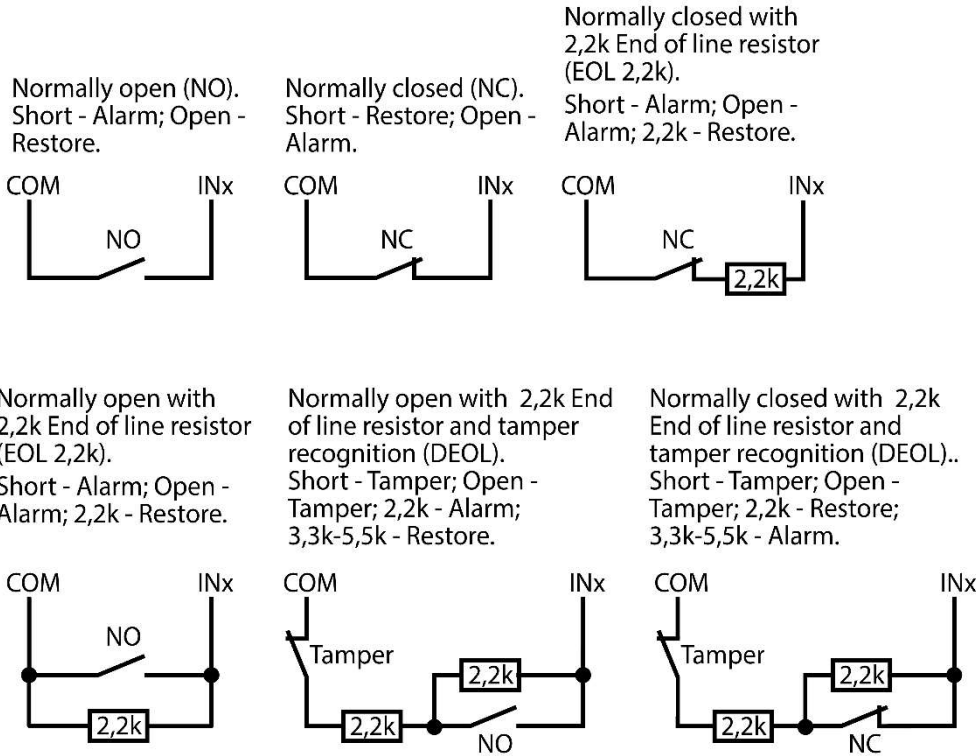 Normally open (NO).
Short - Alarm; Open -
Restore.
COM
INx
NO
Normally closed (NC).
Short - Restore; Open -
Alarm.
COM
INx
NC
Normally closed with
2,2k End of line resistor
(EOL 2,2k).
Short - Alarm; Open -
Alarm; 2,2k - Restore.
COM
INx
NC
2,2k
Normally open with
2,2k End of line resistor
(EOL 2,2k).
Short - Alarm; Open -
Alarm; 2,2k - Restore.
COM
INx
NO
2,2k
Normally open with 2,2k End
of line resistor and tamper
recognition (DEOL).
Short - Tamper; Open -
Tamper; 2,2k - Alarm;
3,3k-5,5k - Restore.
COM
INx
Tamper
2,2k
2,2k
NO
Normally closed with 2,2k
End of line resistor and
tamper recognition (DEOL)..
Short - Tamper; Open -
Tamper; 2,2k - Restore;
3,3k-5,5k - Alarm.
COM
INx
Tamper
2,2k
2,2k
NC